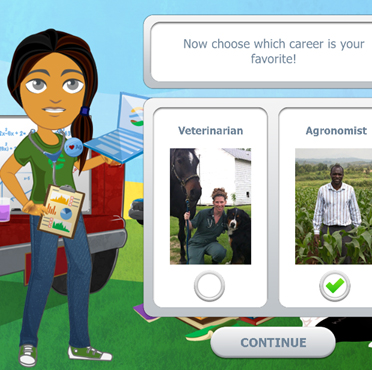 Now choose which career is your
favorite!
Veterinarian
Agronomist
CONTINUE